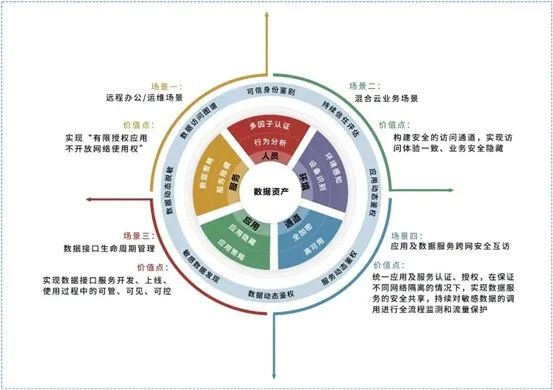 场景一：
远程办公/运维场景
价值点：
实现“有限授权应用
不开放网络使用权”
场景二：
混合云业务场景
价值点：
构建安全的访问通道，实现访
问体验一致、业务安全隐藏
可信身份鉴别
持续信任评估
应用动态鉴权
服务动态鉴权
数据动态鉴权
敏感数据发现
数据动态脱敏
数据访问图谱
多因子认证
行为分析
人员
环境感知
设备识别
环境
全加密
高可用
通道
应用
应用隐藏
应用策略
数据策略
服务隐藏
服务
数据资产
场景三：
数据接口生命周期管理
价值点：
实现数据接口服务开发、上线、
使用过程中的可管、可见、可控
场景四：
应用及数据服务跨网安全互访
价值点：
统一应用及服务认证、授权，在保证
不同网络隔离的情况下，实现数据服
务的安全共享，持续对敏感数据的调
用进行全流程监测和流量保护